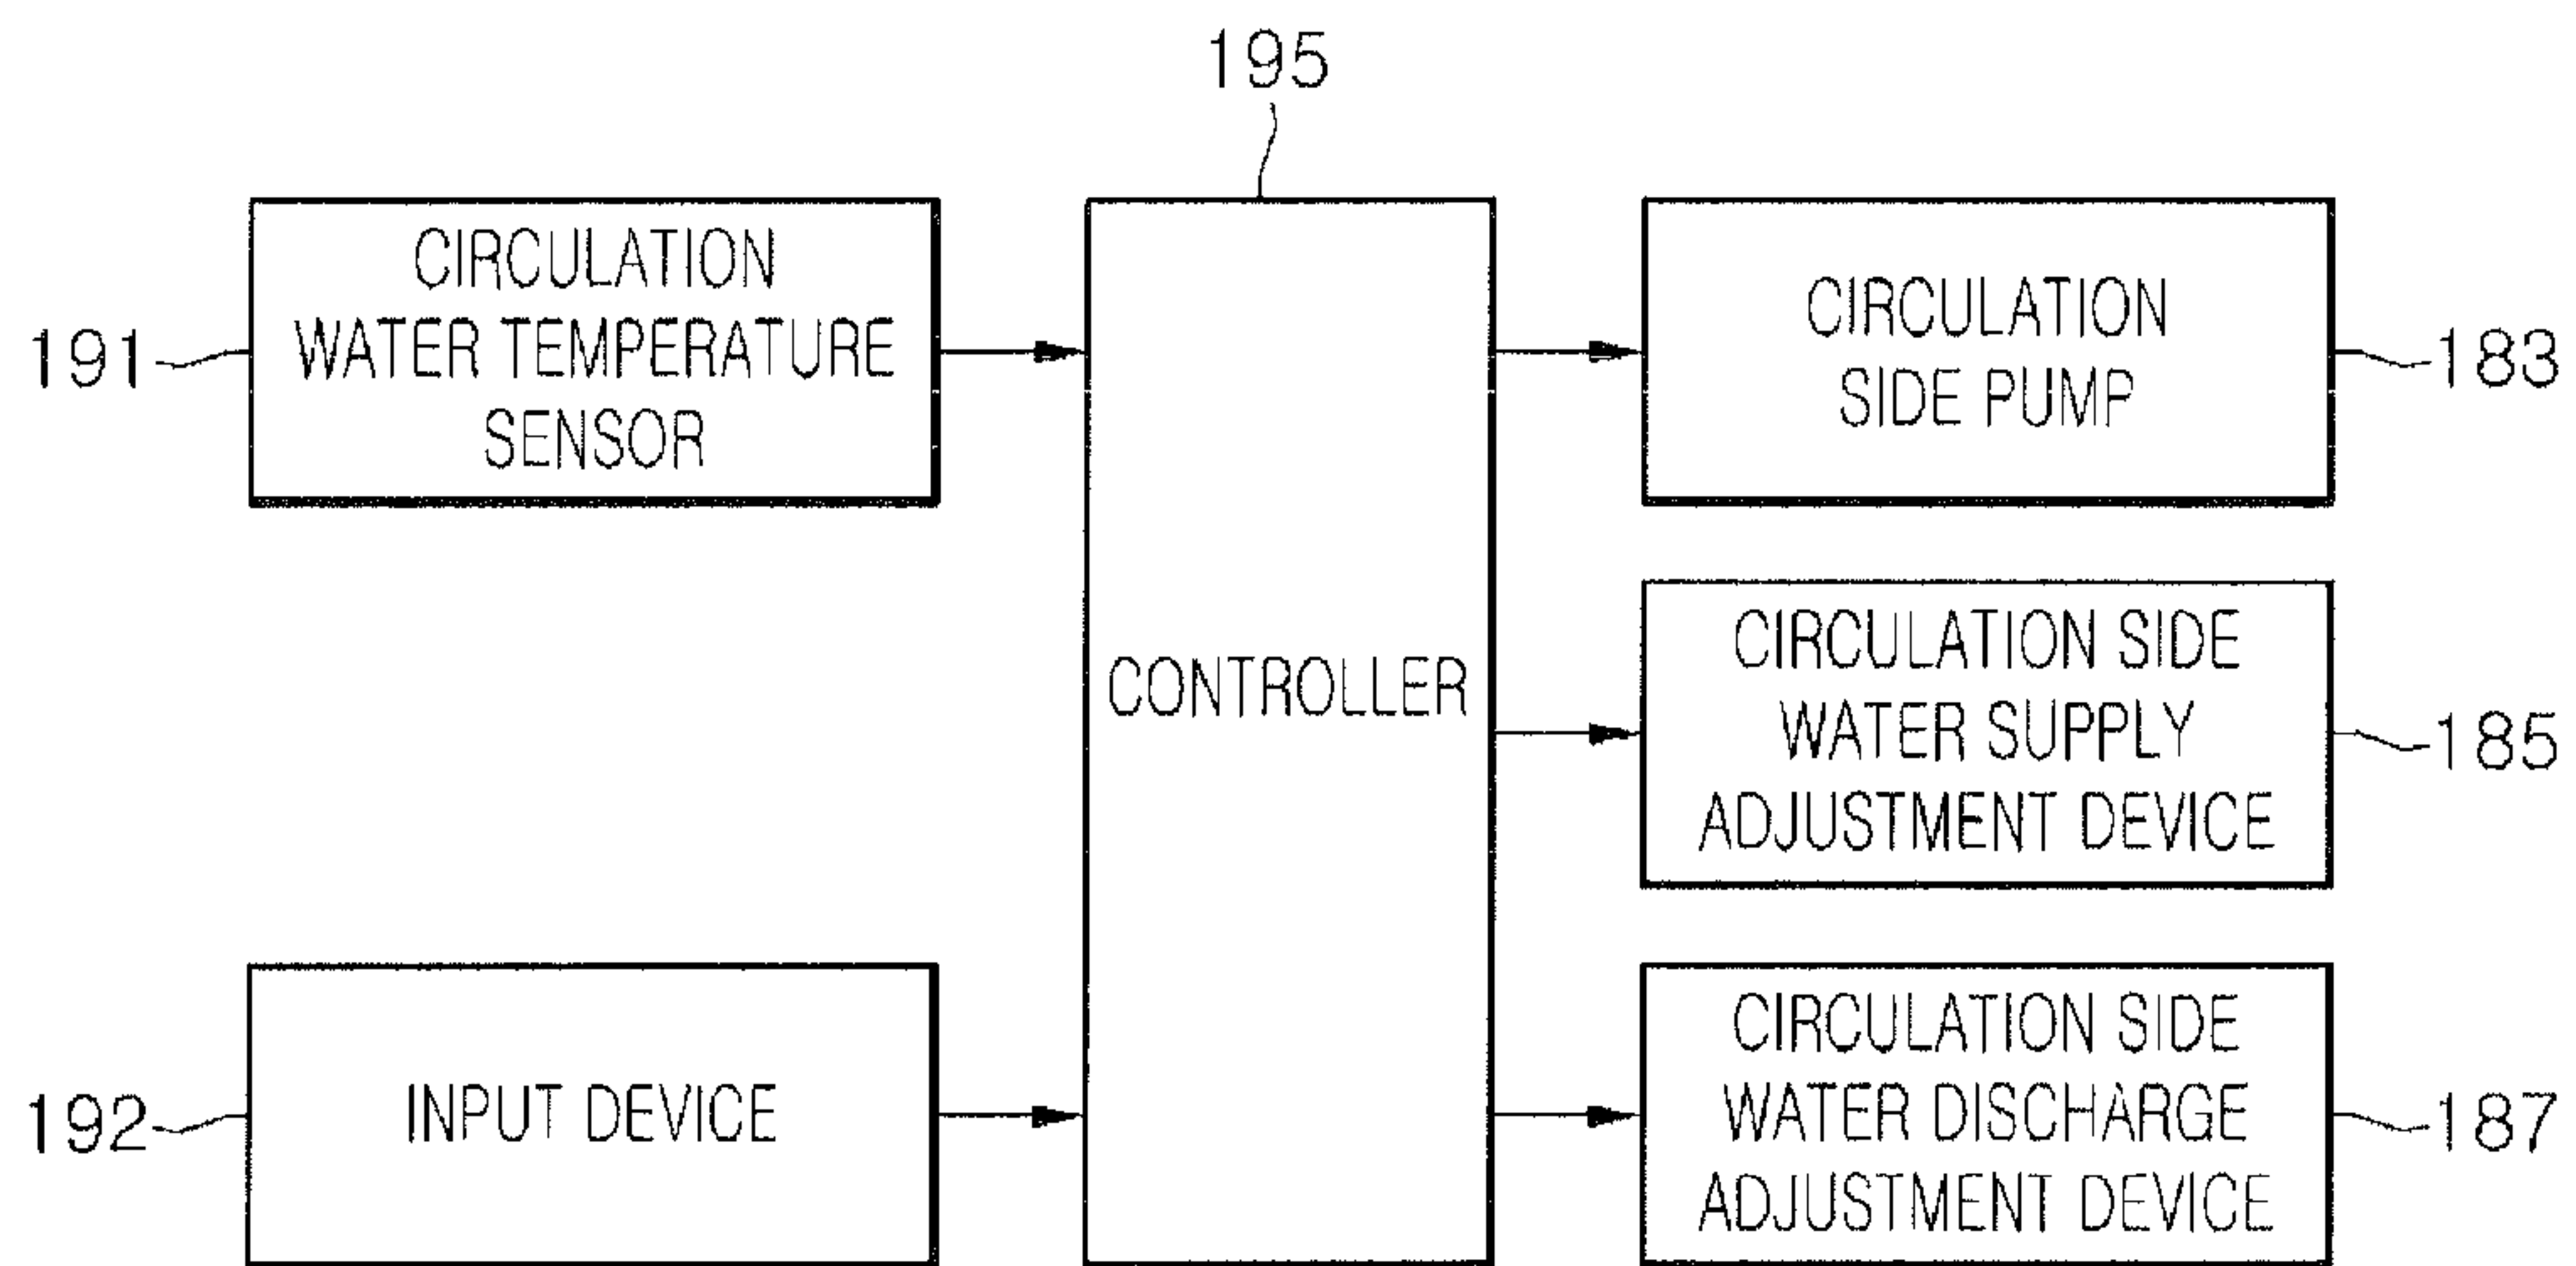 195
CIRCULATION
WATER TEMPERATURE
SENSOR
191
CONTROLLER
CIRCULATION
SIDE PUMP
183
CIRCULATION SIDE
WATER SUPPLY
ADJUSTMENT DEVICE
185
INPUT DEVICE
192
CIRCULATION SIDE
WATER DISCHARGE
ADJUSTMENT DEVICE
187